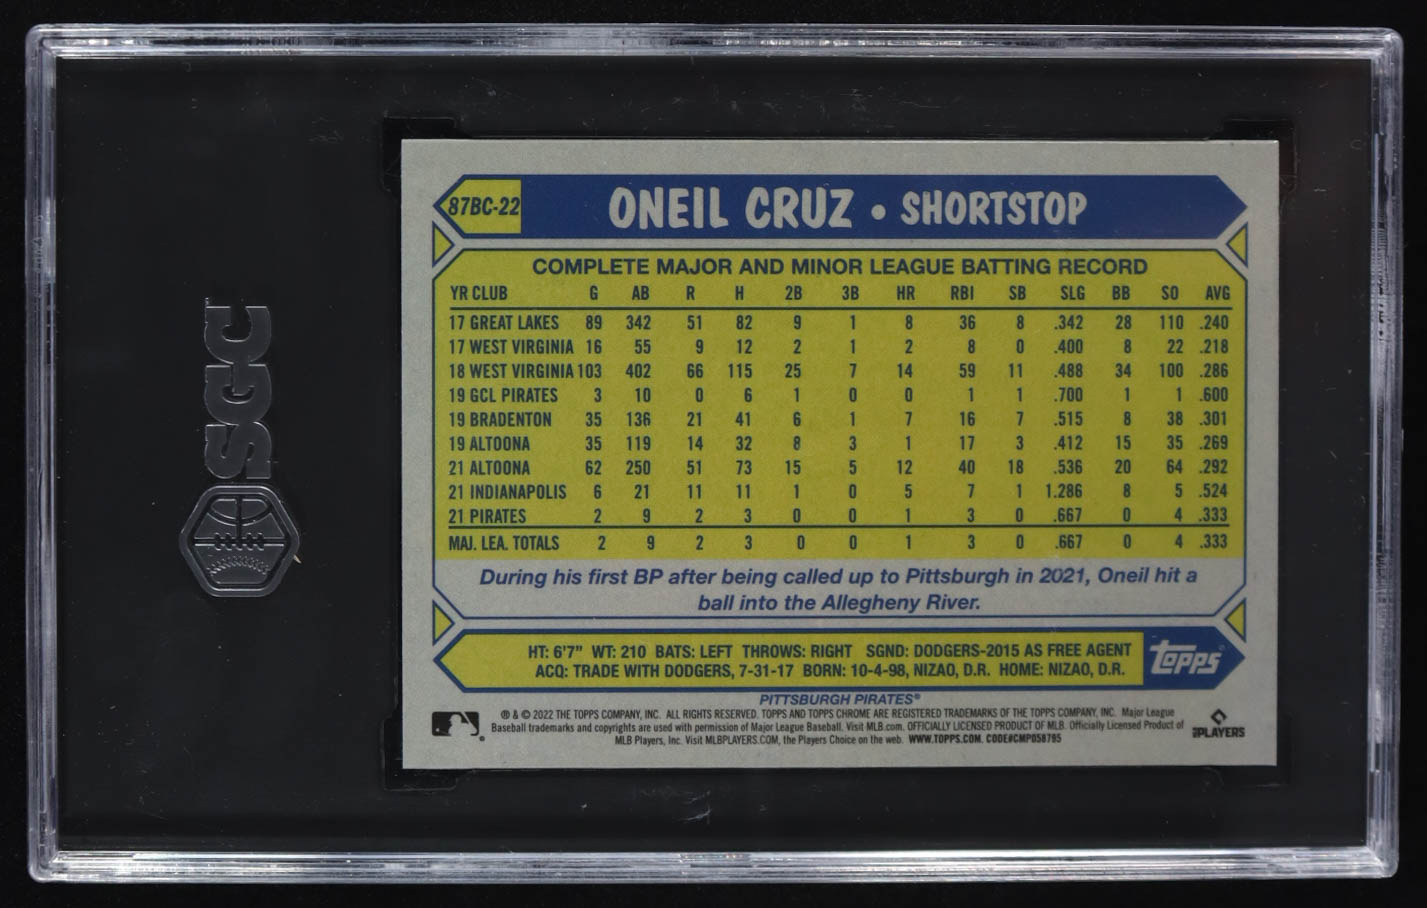 SGC
87BC-22
ONEIL CRUZ • SHORTSTOP
COMPLETE MAJOR AND MINOR LEAGUE BATTING RECORD
YR CLUB G AB R H 2B 3B HR RBI SB SLG BB SO AVG
17 GREAT LAKES 89 342 51 82 9 1 8 36 8 .342 28 110 .240
17 WEST VIRGINIA 16 55 9 12 2 1 2 8 0 .400 8 22 .218
18 WEST VIRGINIA 103 402 66 115 25 7 14 59 11 .488 34 100 .286
19 GCL PIRATES 3 10 0 6 1 0 0 1 1 .700 1 1 .600
19 BRADENTON 35 136 21 41 6 1 7 16 7 .515 8 38 .301
19 ALTOONA 35 119 14 32 8 3 1 17 3 .412 15 35 .269
21 ALTOONA 62 250 51 73 15 5 12 40 18 .536 20 64 .292
21 INDIANAPOLIS 6 21 11 11 1 0 5 7 1 1.286 8 5 .524
21 PIRATES 2 9 2 3 0 0 1 3 0 .667 0 4 .333
MAJ. LEA. TOTALS 2 9 2 3 0 0 1 3 0 .667 0 4 .333
During his first BP after being called up to Pittsburgh in 2021, Oneil hit a
ball into the Allegheny River.
HT: 6'7" WT: 210 BATS: LEFT THROWS: RIGHT SGND: DODGERS-2015 AS FREE AGENT
ACQ: TRADE WITH DODGERS, 7-31-17 BORN: 10-4-98, NIZAO, D.R. HOME: NIZAO, D.R.
topps
PITTSBURGH PIRATES®
® & © 2022 THE TOPPS COMPANY, INC. ALL RIGHTS RESERVED. TOPPS AND TOPPS CHROME ARE REGISTERED TRADEMARKS OF THE TOPPS COMPANY, INC. Major League
Baseball trademarks and copyrights are used with permission of Major League Baseball. Visit MLB.com. OFFICIALLY LICENSED PRODUCT OF MLB. Officially Licensed Product of
MLB Players, Inc. Visit MLBPLAYERS.COM, the Players Choice on the web. WWW.TOPPS.COM. CODE#CMP058795
PLAYERS